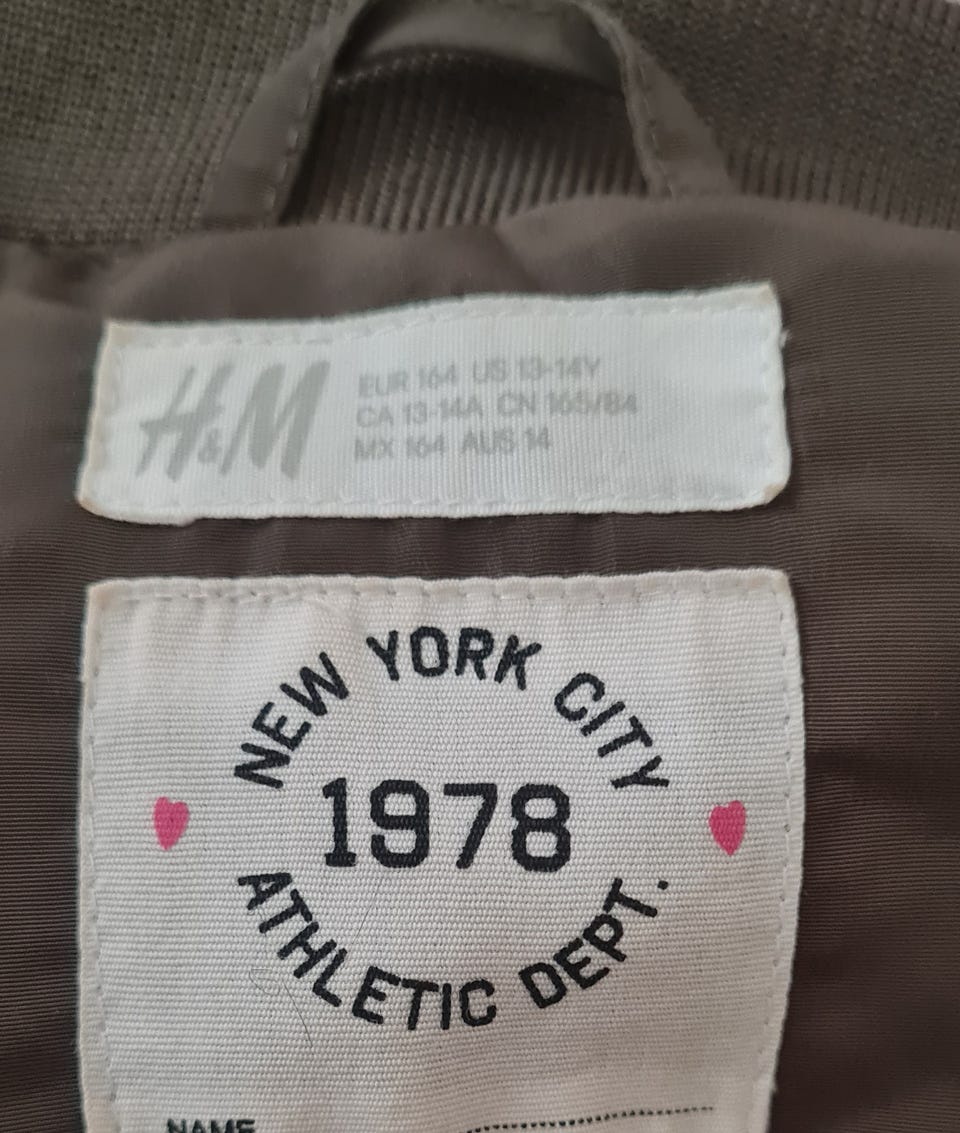 H&M
EUR 164 US 13-14Y
CA 13-14A CN 165/84
MX 164 AUS 14
NEW YORK CITY
1978
ATHLETIC DEPT.
NAME